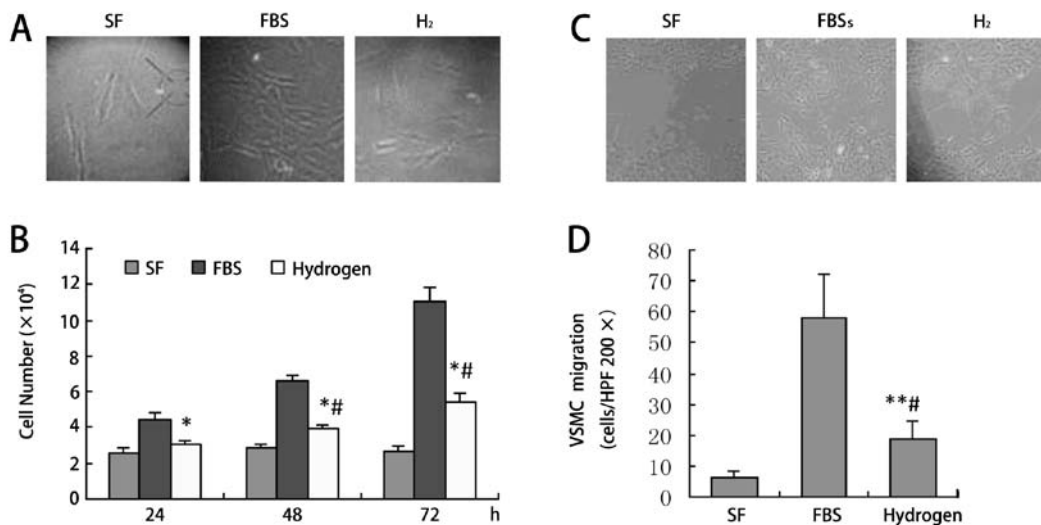 A
SF
FBS
H₂
C
SF
FBSs
H₂
B
14
12
10
8
6
4
2
0
Cell Number (×10⁴)
SF
FBS
Hydrogen
*
*#
*#
24
48
72
h
D
80
70
60
50
40
30
20
10
0
VSMC migration
(cells/HPF 200 ×)
**#
SF
FBS
Hydrogen